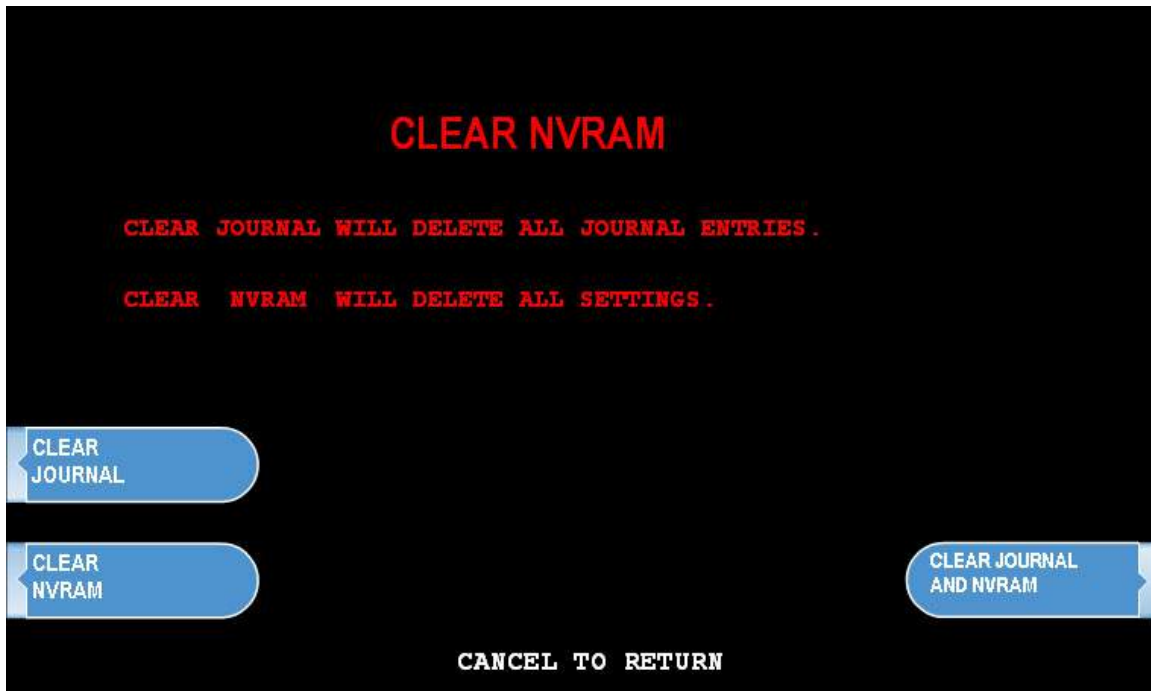 CLEAR NVRAM
CLEAR JOURNAL WILL DELETE ALL JOURNAL ENTRIES.
CLEAR NVRAM WILL DELETE ALL SETTINGS.
CLEAR
JOURNAL
CLEAR
NVRAM
CLEAR JOURNAL
AND NVRAM
CANCEL TO RETURN